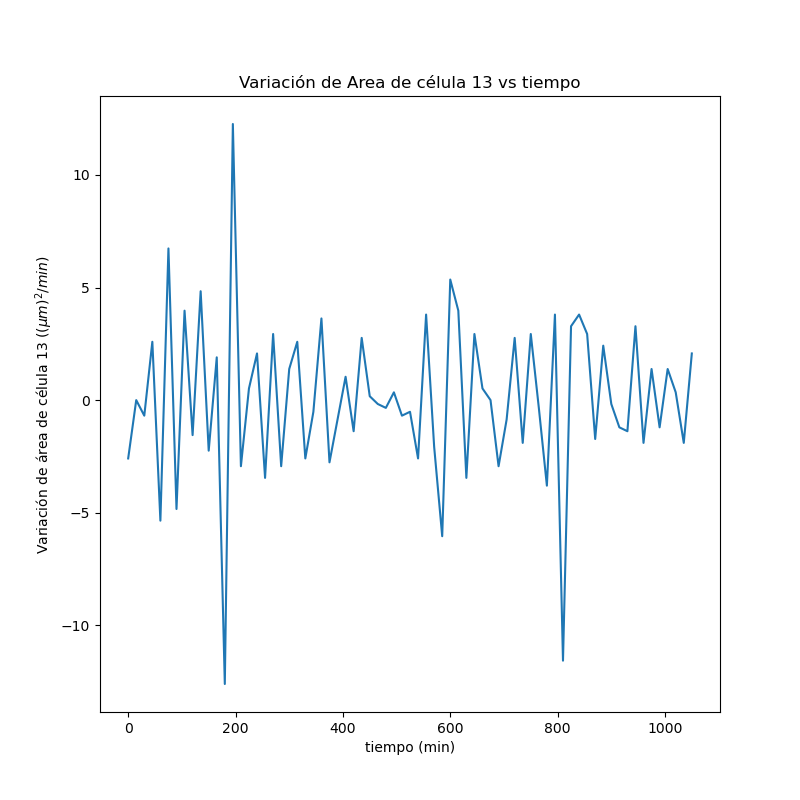 Variación de Area de célula 13 vs tiempo
Variación de area de célula 13 ((μm)²/min)
10
5
0
−5
−10
0 200 400 600 800 1000
tiempo (min)